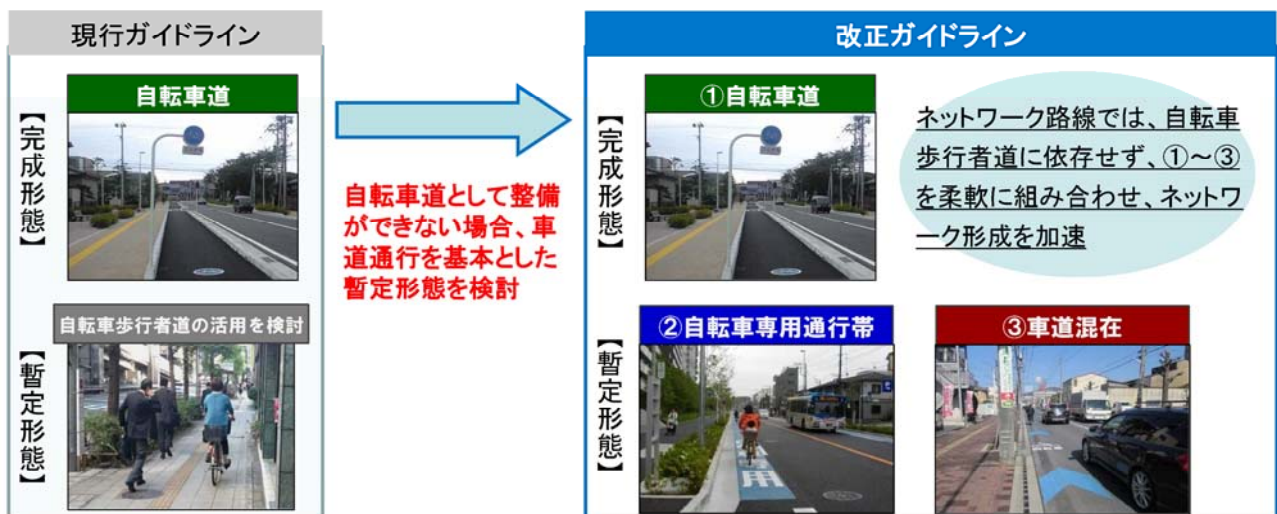 現行ガイドライン
【完成形態】
自転車道
自転車歩行者道の活用を検討
【暫定形態】
自転車道として整備
ができない場合、車
道通行を基本とした
暫定形態を検討
改正ガイドライン
【完成形態】
①自転車道
ネットワーク路線では、自転車
歩行者道に依存せず、①～③
を柔軟に組み合わせ、ネットワ
ーク形成を加速
【暫定形態】
②自転車専用通行帯
③車道混在